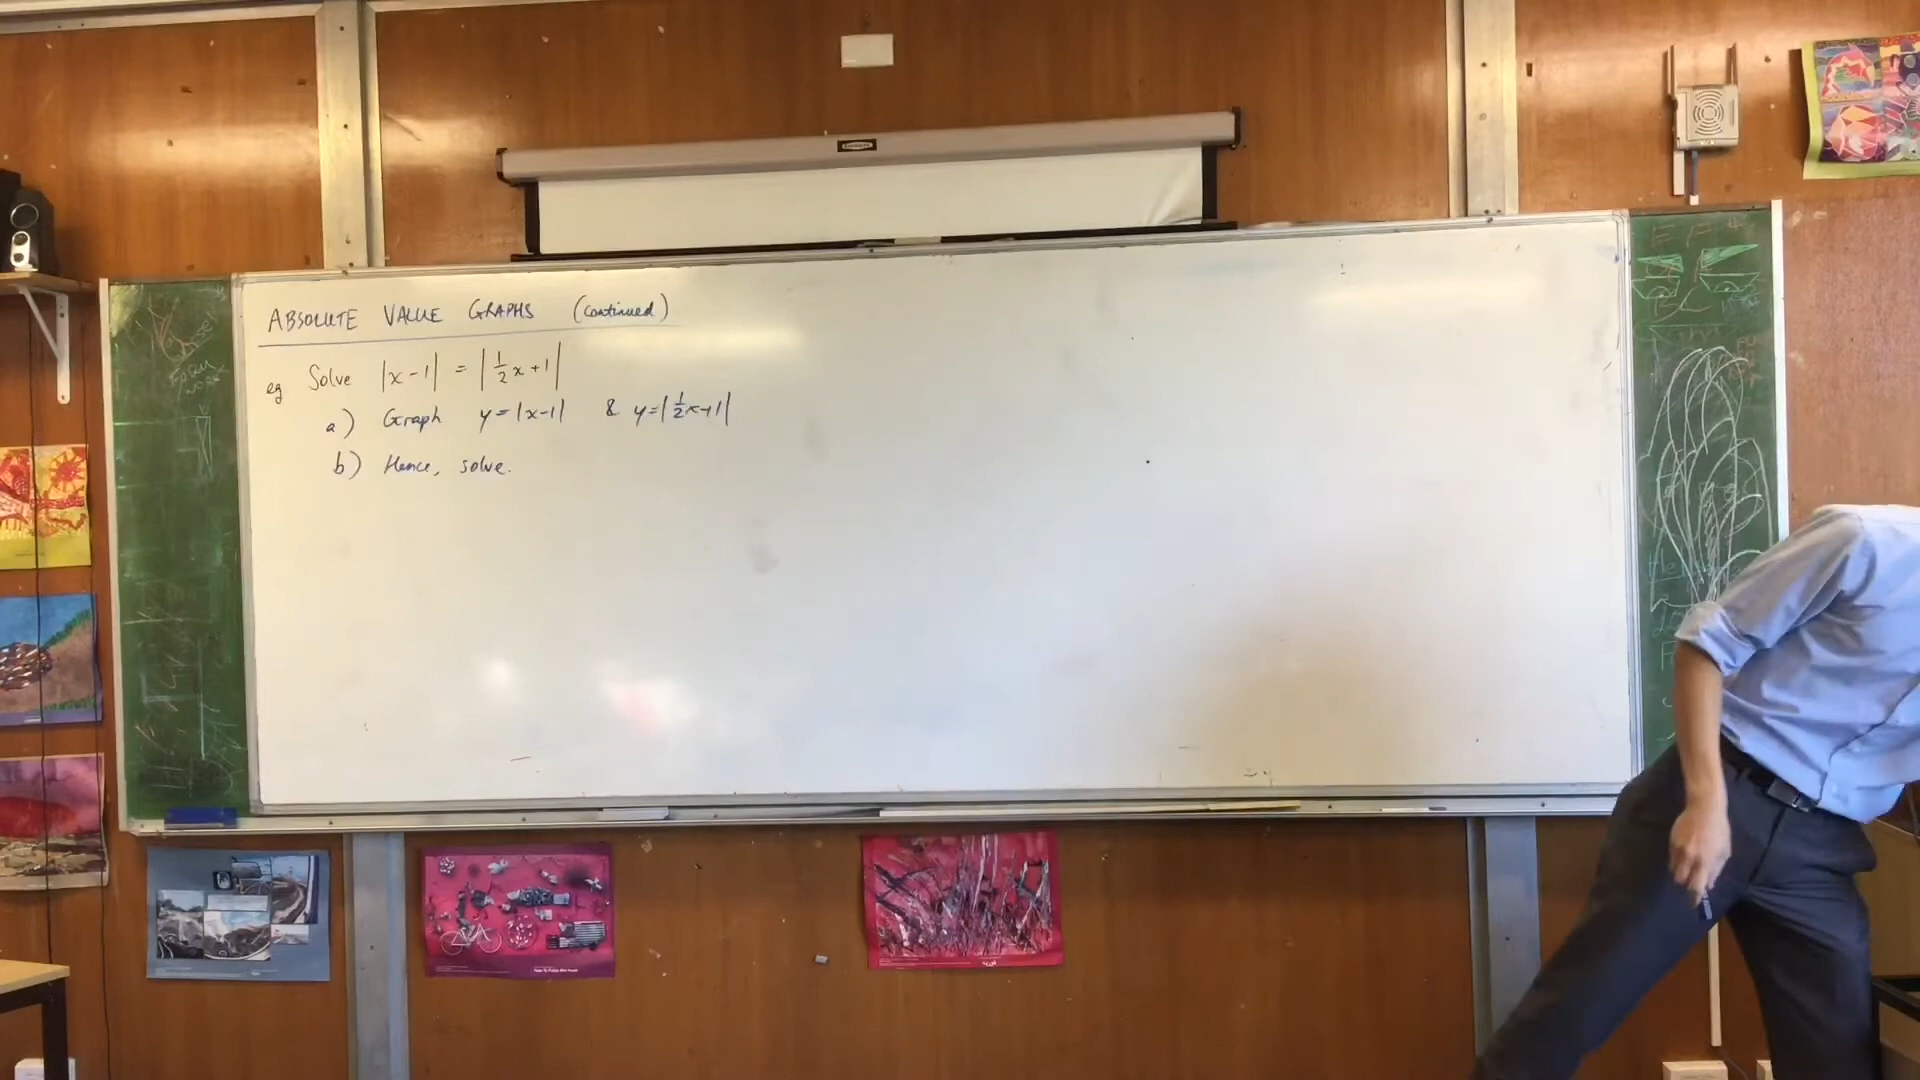 ABSOLUTE VALUE GRAPHS (continued)
eg Solve |x-1| = |½x+1|
a) Graph y=|x-1| & y=|½x+1|
b) Hence, solve.